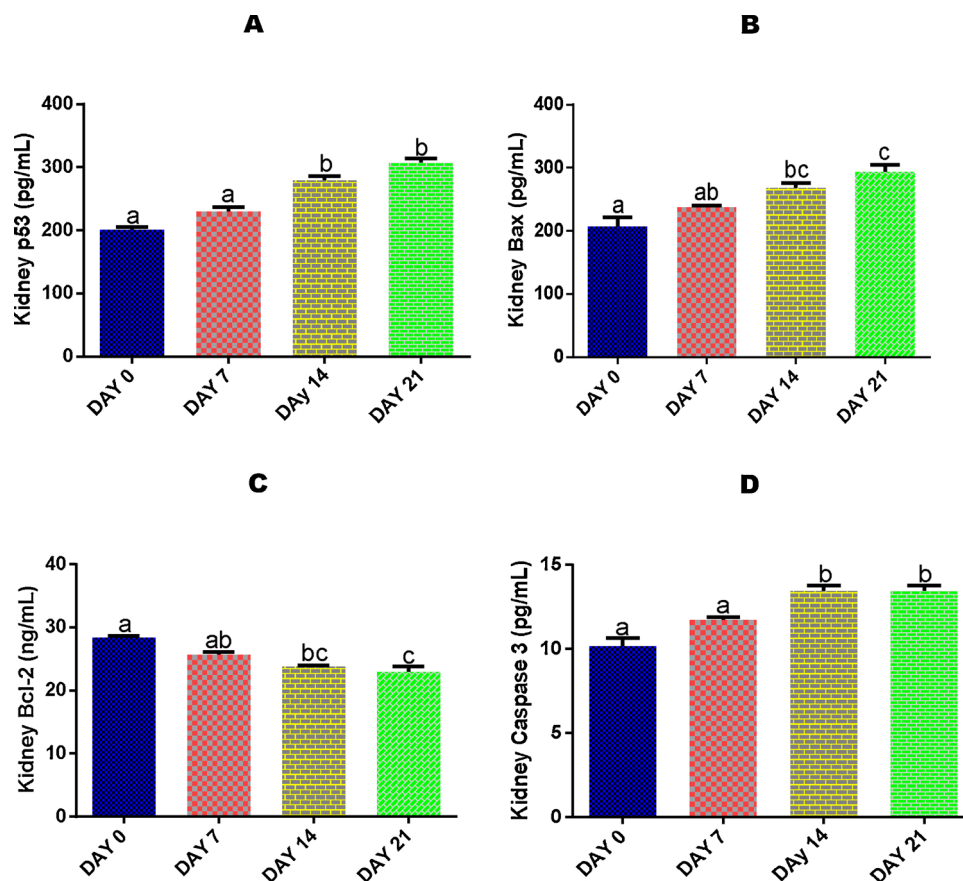 A
Kidney p53 (pg/mL)
400
300
200
100
0
a
a
b
b
DAY 0
DAY 7
DAy 14
DAY 21
B
Kidney Bax (pg/mL)
400
300
200
100
0
a
ab
bc
c
DAY 0
DAY 7
DAY 14
DAY 21
C
Kidney Bcl-2 (ng/mL)
40
30
20
10
0
a
ab
bc
c
DAY 0
DAY 7
DAY 14
DAY 21
D
Kidney Caspase 3 (pg/mL)
15
10
5
0
a
a
b
b
DAY 0
DAY 7
DAy 14
DAY 21